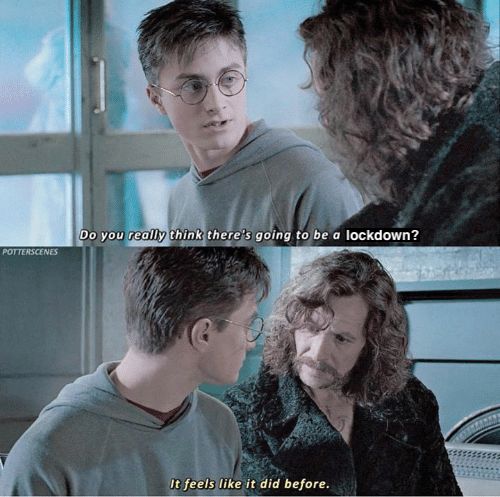 Do you really think there's going to be a lockdown?
POTTERSCENES
It feels like it did before.